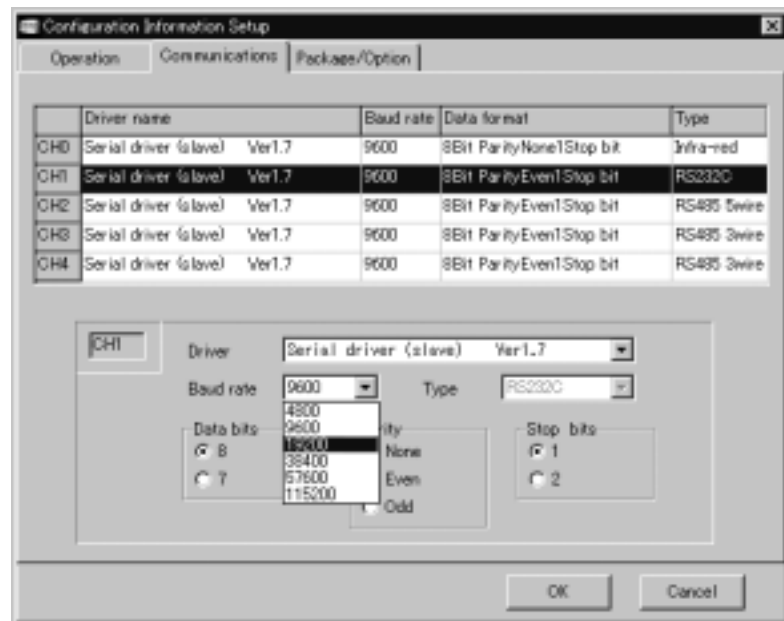 Configuration Information Setup
Operation Communications Package/Option
Driver name Baud rate Data format Type
CH0 Serial driver (slave) Ver1.7 9600 8Bit ParityNone1Stop bit Infra-red
CH1 Serial driver (slave) Ver1.7 9600 8Bit ParityEven1Stop bit RS232C
CH2 Serial driver (slave) Ver1.7 9600 8Bit ParityEven1Stop bit RS485 5wire
CH3 Serial driver (slave) Ver1.7 9600 8Bit ParityEven1Stop bit RS485 3wire
CH4 Serial driver (slave) Ver1.7 9600 8Bit ParityEven1Stop bit RS485 3wire
CH1
Driver Serial driver (slave) Ver1.7
Baud rate 9600 Type RS232C
4800
9600
19200
38400
57600
115200
Data bits
8
7
rity
None
Even
Odd
Stop bits
1
2
OK Cancel